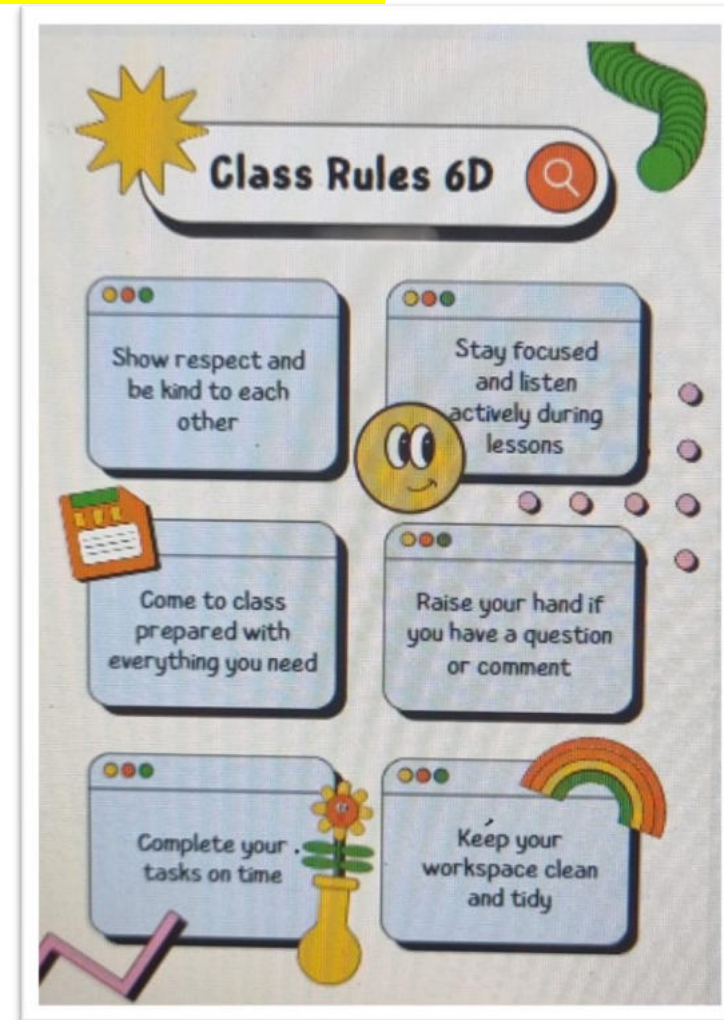 Class Rules 6D
Show respect and
be kind to each
other
Stay focused
and listen
actively during
lessons
Come to class
prepared with
everything you need
Raise your hand if
you have a question
or comment
Complete your
tasks on time
Keep your
workspace clean
and tidy